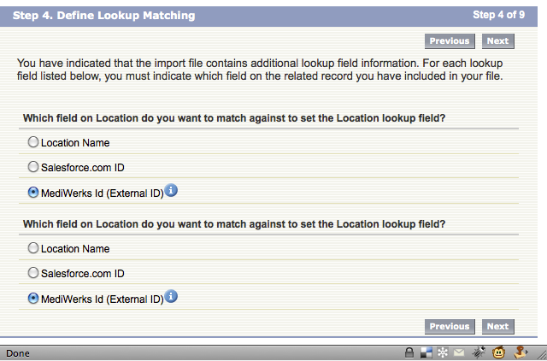 Step 4. Define Lookup Matching Step 4 of 9
Previous Next
You have indicated that the import file contains additional lookup field information. For each lookup
field listed below, you must indicate which field on the related record you have included in your file.
Which field on Location do you want to match against to set the Location lookup field?
Location Name
Salesforce.com ID
MediWerks Id (External ID)
Which field on Location do you want to match against to set the Location lookup field?
Location Name
Salesforce.com ID
MediWerks Id (External ID)
Previous Next
Done